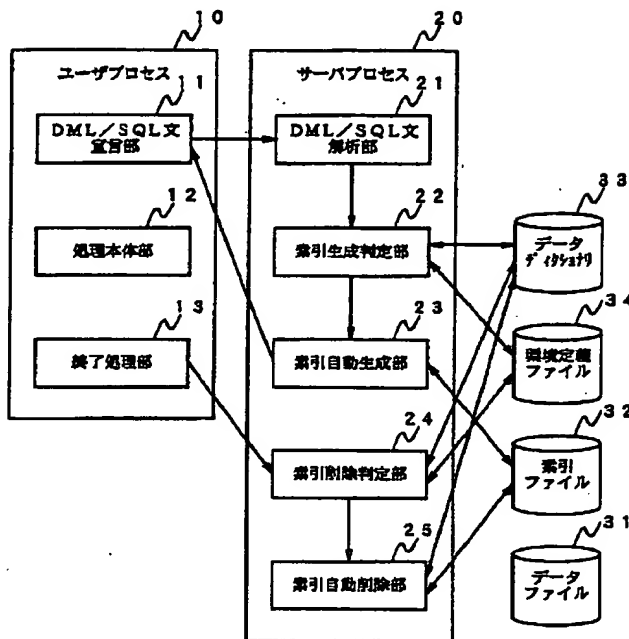 １０
ユーザプロセス
１１
ＤＭＬ／ＳＱＬ文
宣言部
１２
処理本体部
１３
終了処理部
２０
サーバプロセス
２１
ＤＭＬ／ＳＱＬ文
解析部
２２
索引生成判定部
２３
索引自動生成部
２４
索引削除判定部
２５
索引自動削除部
３３
データ
ディクショナリ
３４
環境定義
ファイル
３２
索引
ファイル
３１
データ
ファイル